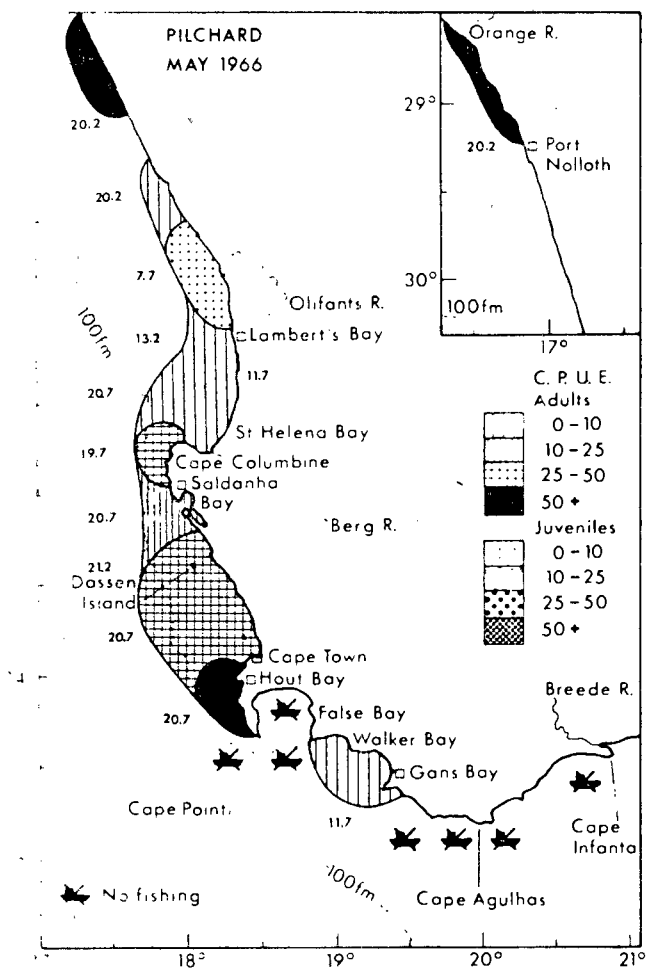 PILCHARD
MAY 1966
Orange R.
29°
20.2
Port
Nolloth
30°
100fm
17°
20.2
20.2
7.7
100fm
Olifants R.
13.2
Lambert's Bay
11.7
20.7
St Helena Bay
19.7
Cape Columbine
Saldanha
Bay
20.7
Berg R.
21.2
Dassen
Island
20.7
Cape Town
Hout Bay
20.7
False Bay
Walker Bay
Gans Bay
Breede R.
Cape Point
11.7
Cape
Infanta
100fm
Cape Agulhas
No fishing
C. P. U. E.
Adults
0-10
10-25
25-50
50+
Juveniles
0-10
10-25
25-50
50+
18°
19°
20°
21°